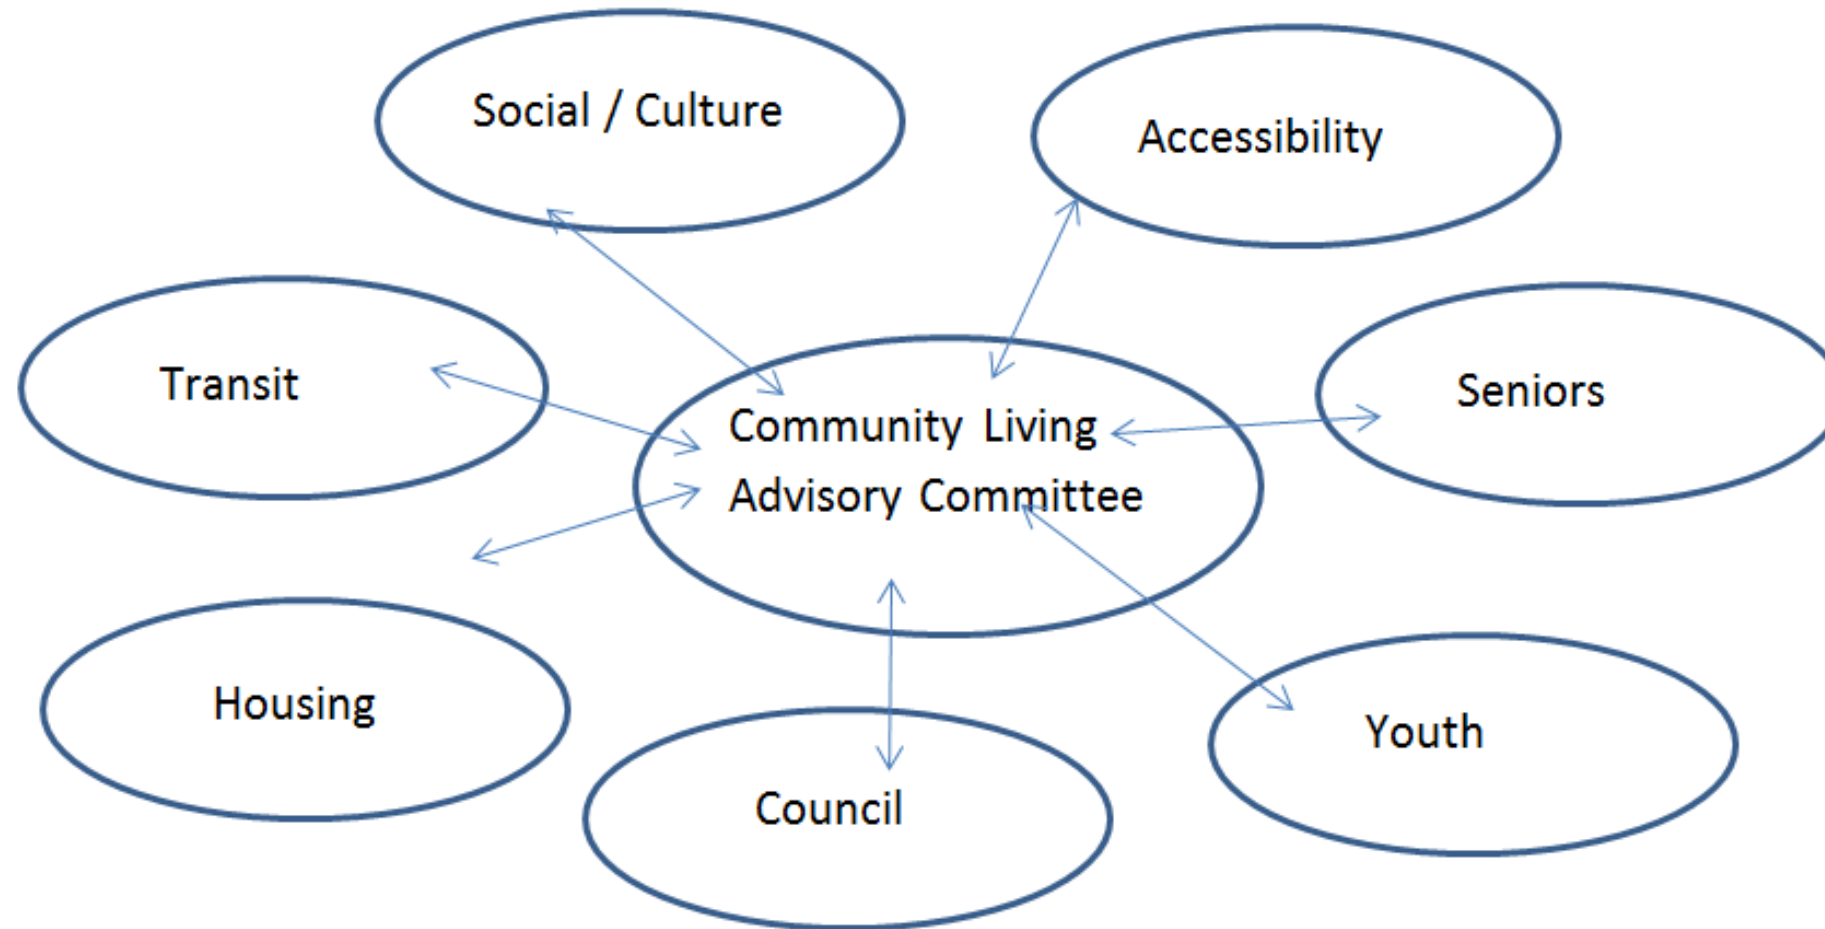 Social / Culture
Accessibility
Transit
Seniors
Community Living
Advisory Committee
Housing
Youth
Council